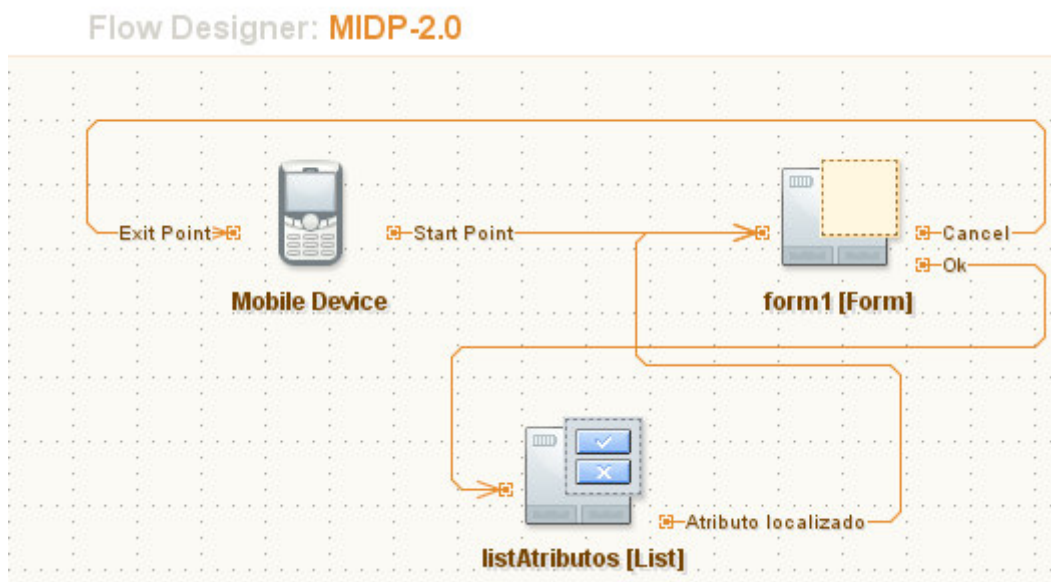 Flow Designer: MIDP-2.0
Exit Point
Start Point
Cancel
Ok
Mobile Device
form1 [Form]
Atributo localizado
listAtributos [List]